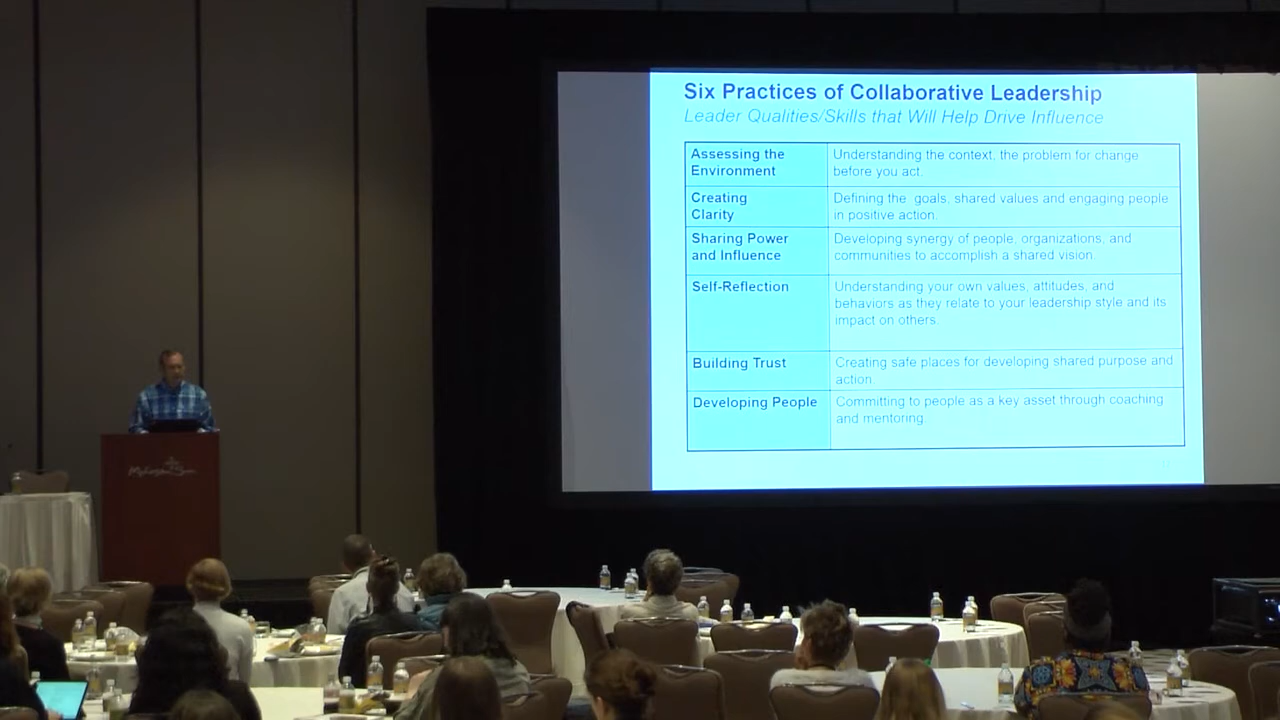 Six Practices of Collaborative Leadership
Leader Qualities/Skills that Will Help Drive Influence
Assessing the
Environment
Understanding the context, the problem for change
before you act.
Creating
Clarity
Defining the goals, shared values and engaging people
in positive action.
Sharing Power
and Influence
Developing synergy of people, organizations, and
communities to accomplish a shared vision.
Self-Reflection
Understanding your own values, attitudes, and
behaviors as they relate to your leadership style and its
impact on others.
Building Trust
Creating safe places for developing shared purpose and
action.
Developing People
Committing to people as a key asset through coaching
and mentoring.